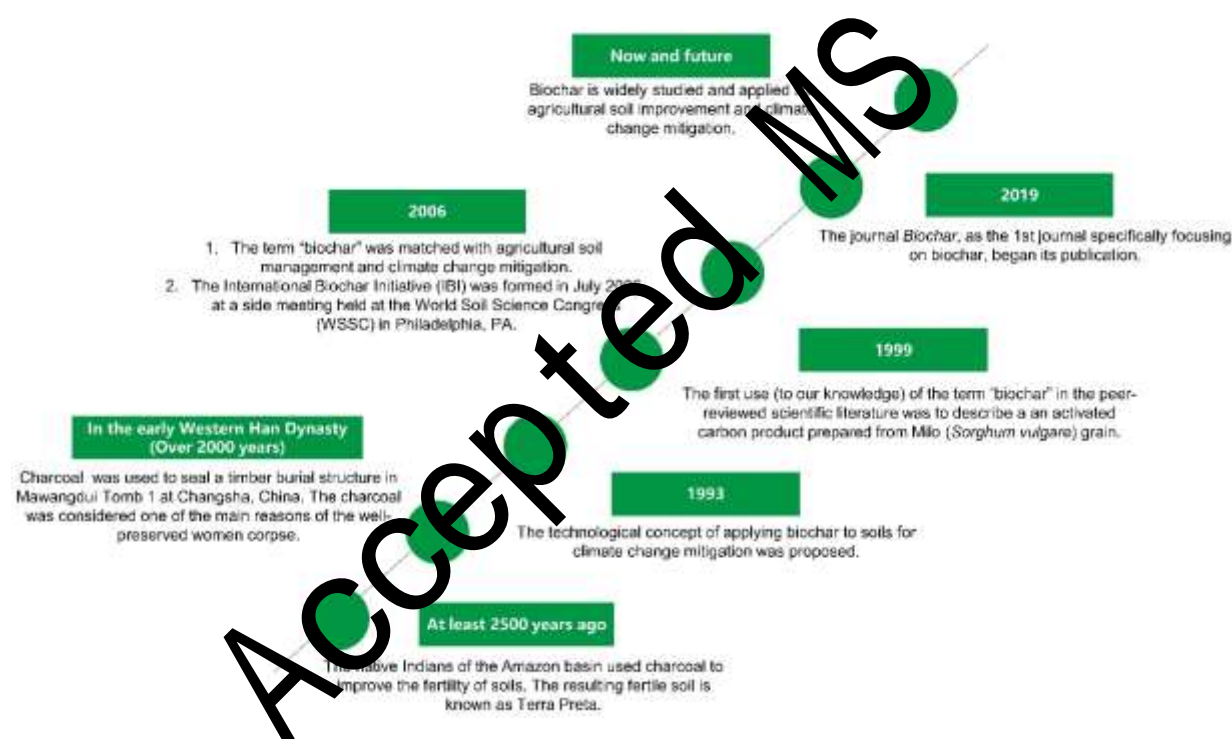 Now and future
Biochar is widely studied and applied
agricultural soil improvement and climate
change mitigation.
2019
The journal Biochar, as the 1st journal specifically focusing
on biochar, began its publication.
2006
1. The term "biochar" was matched with agricultural soil
management and climate change mitigation.
2. The International Biochar Initiative (IBI) was formed in July
at a side meeting held at the World Soil Science Congress
(WSSC) in Philadelphia, PA.
1999
The first use (to our knowledge) of the term "biochar" in the peer-
reviewed scientific literature was to describe a an activated
carbon product prepared from Milo (Sorghum vulgare) grain.
In the early Western Han Dynasty
(Over 2000 years)
Charcoal was used to seal a timber burial structure in
Mawangdui Tomb 1 at Changsha, China. The charcoal
was considered one of the main reasons of the well-
preserved women corpse.
1993
The technological concept of applying biochar to soils for
climate change mitigation was proposed.
At least 2500 years ago
The native Indians of the Amazon basin used charcoal to
improve the fertility of soils. The resulting fertile soil is
known as Terra Preta.
Accepted MS